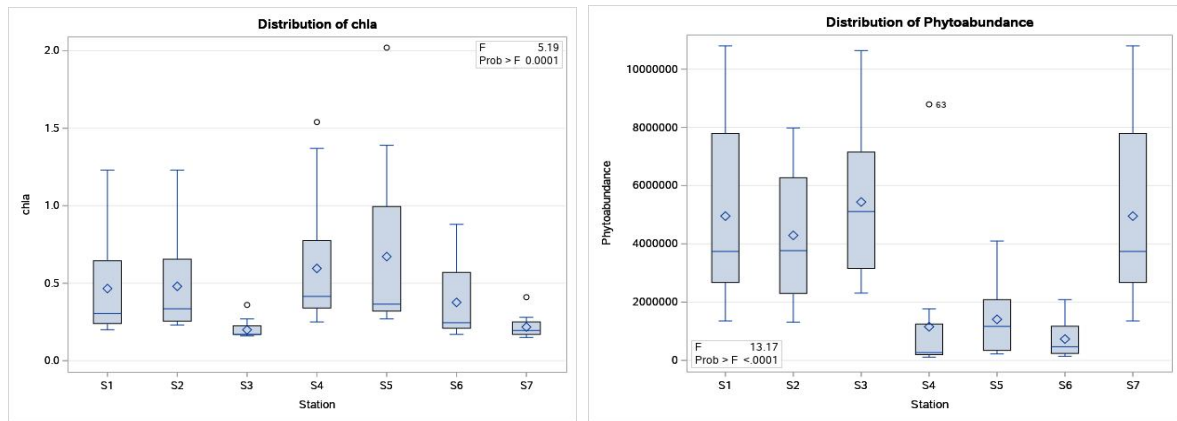 Distribution of chla
F 5.19
Prob > F 0.0001
2.0
1.5
1.0
0.5
0.0
chla
S1 S2 S3 S4 S5 S6 S7
Station
Distribution of Phytoabundance
10000000
8000000
6000000
4000000
2000000
0
Phytoabundance
63
F 13.17
Prob > F <.0001
S1 S2 S3 S4 S5 S6 S7
Station